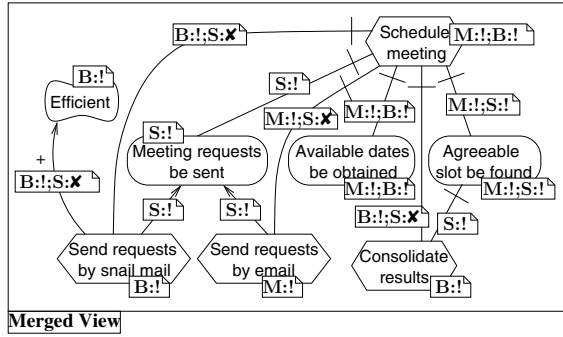 B:!;S:✘
Schedule
meeting
M:!;B:!
B:!
Efficient
S:!
M:!;S:✘
M:!;B:!
M:!;S:!
S:!
Meeting requests
be sent
Available dates
be obtained
Agreeable
slot be found
+
B:!;S:✘
M:!;B:!
M:!;S:!
S:!
S:!
B:!;S:✘
S:!
Send requests
by snail mail
Send requests
by email
Consolidate
results
B:!
M:!
B:!
Merged View